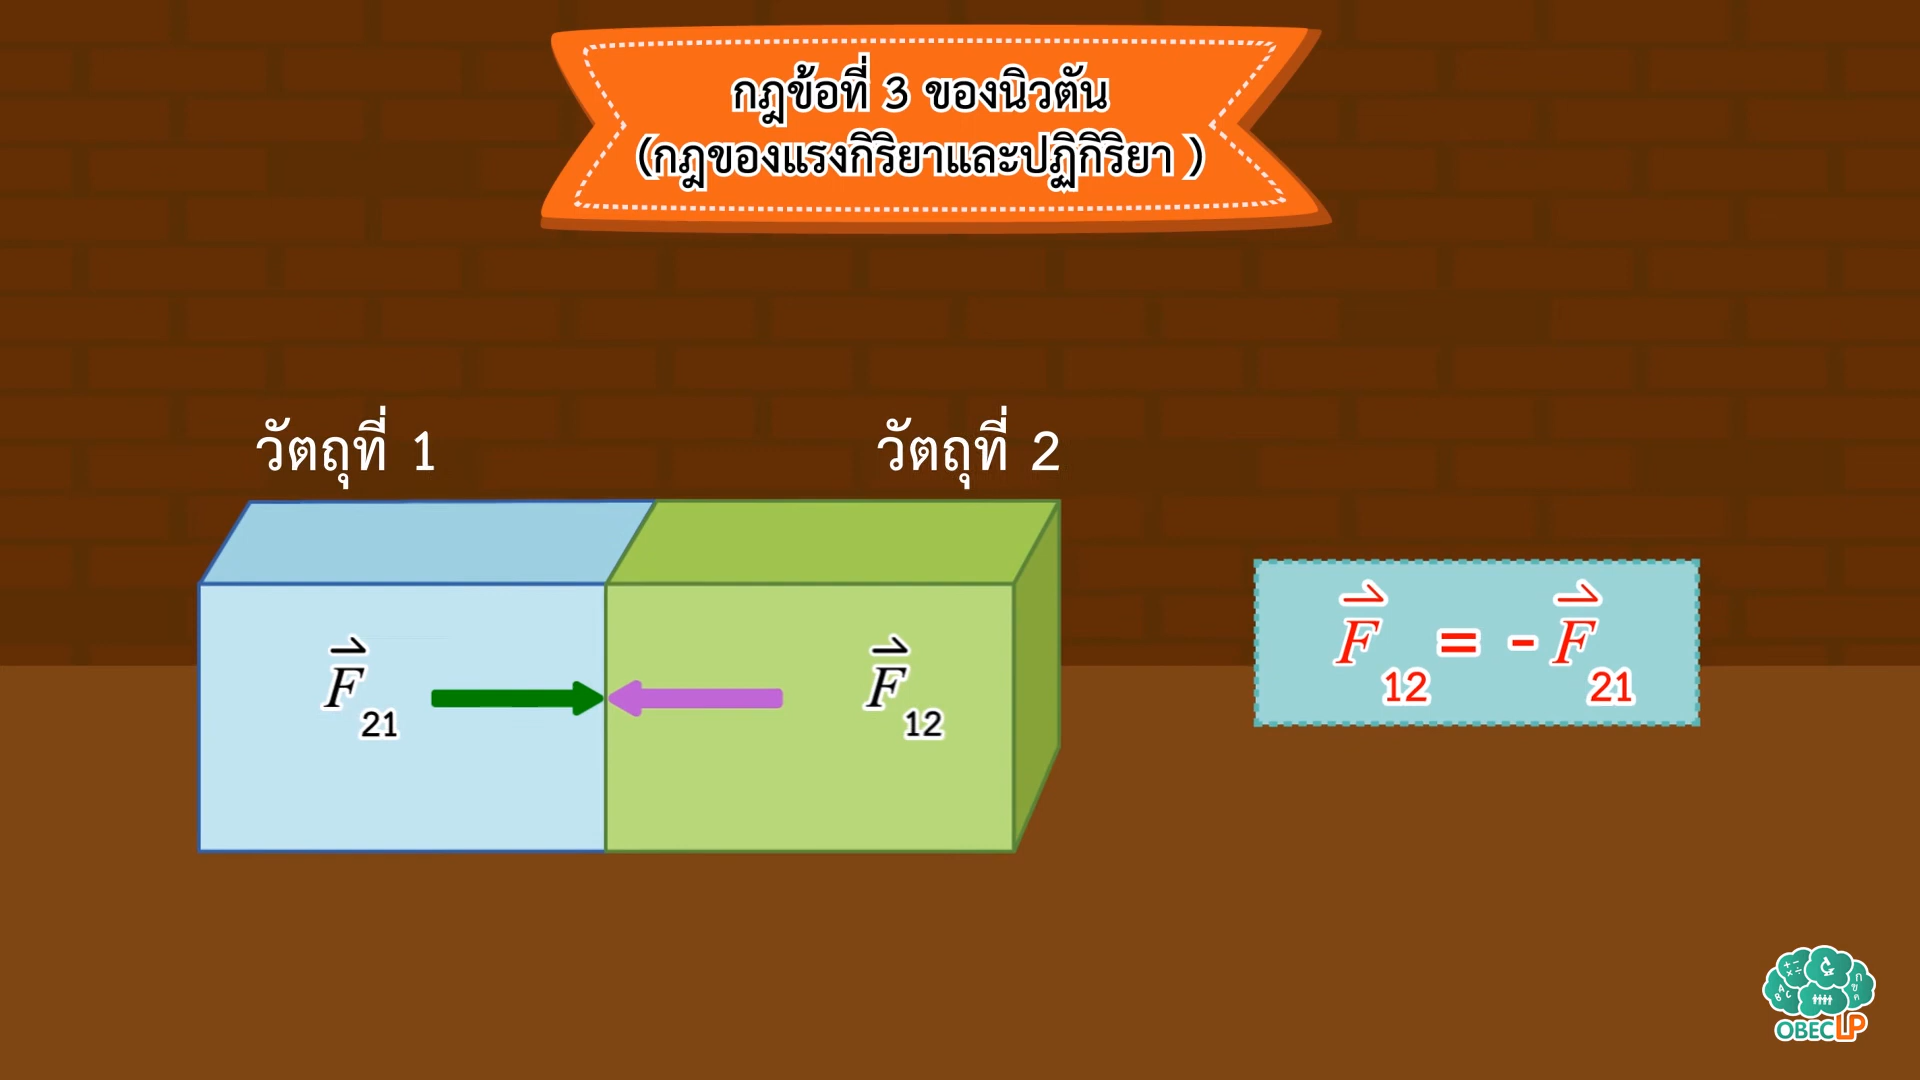 กฎข้อที่ 3 ของนิวตัน
(กฎของแรงกิริยาและปฏิกิริยา )
วัตถุที่ 1
วัตถุที่ 2
F⃗ 21
F⃗ 12
F⃗ 12 = - F⃗ 21
OBECLP